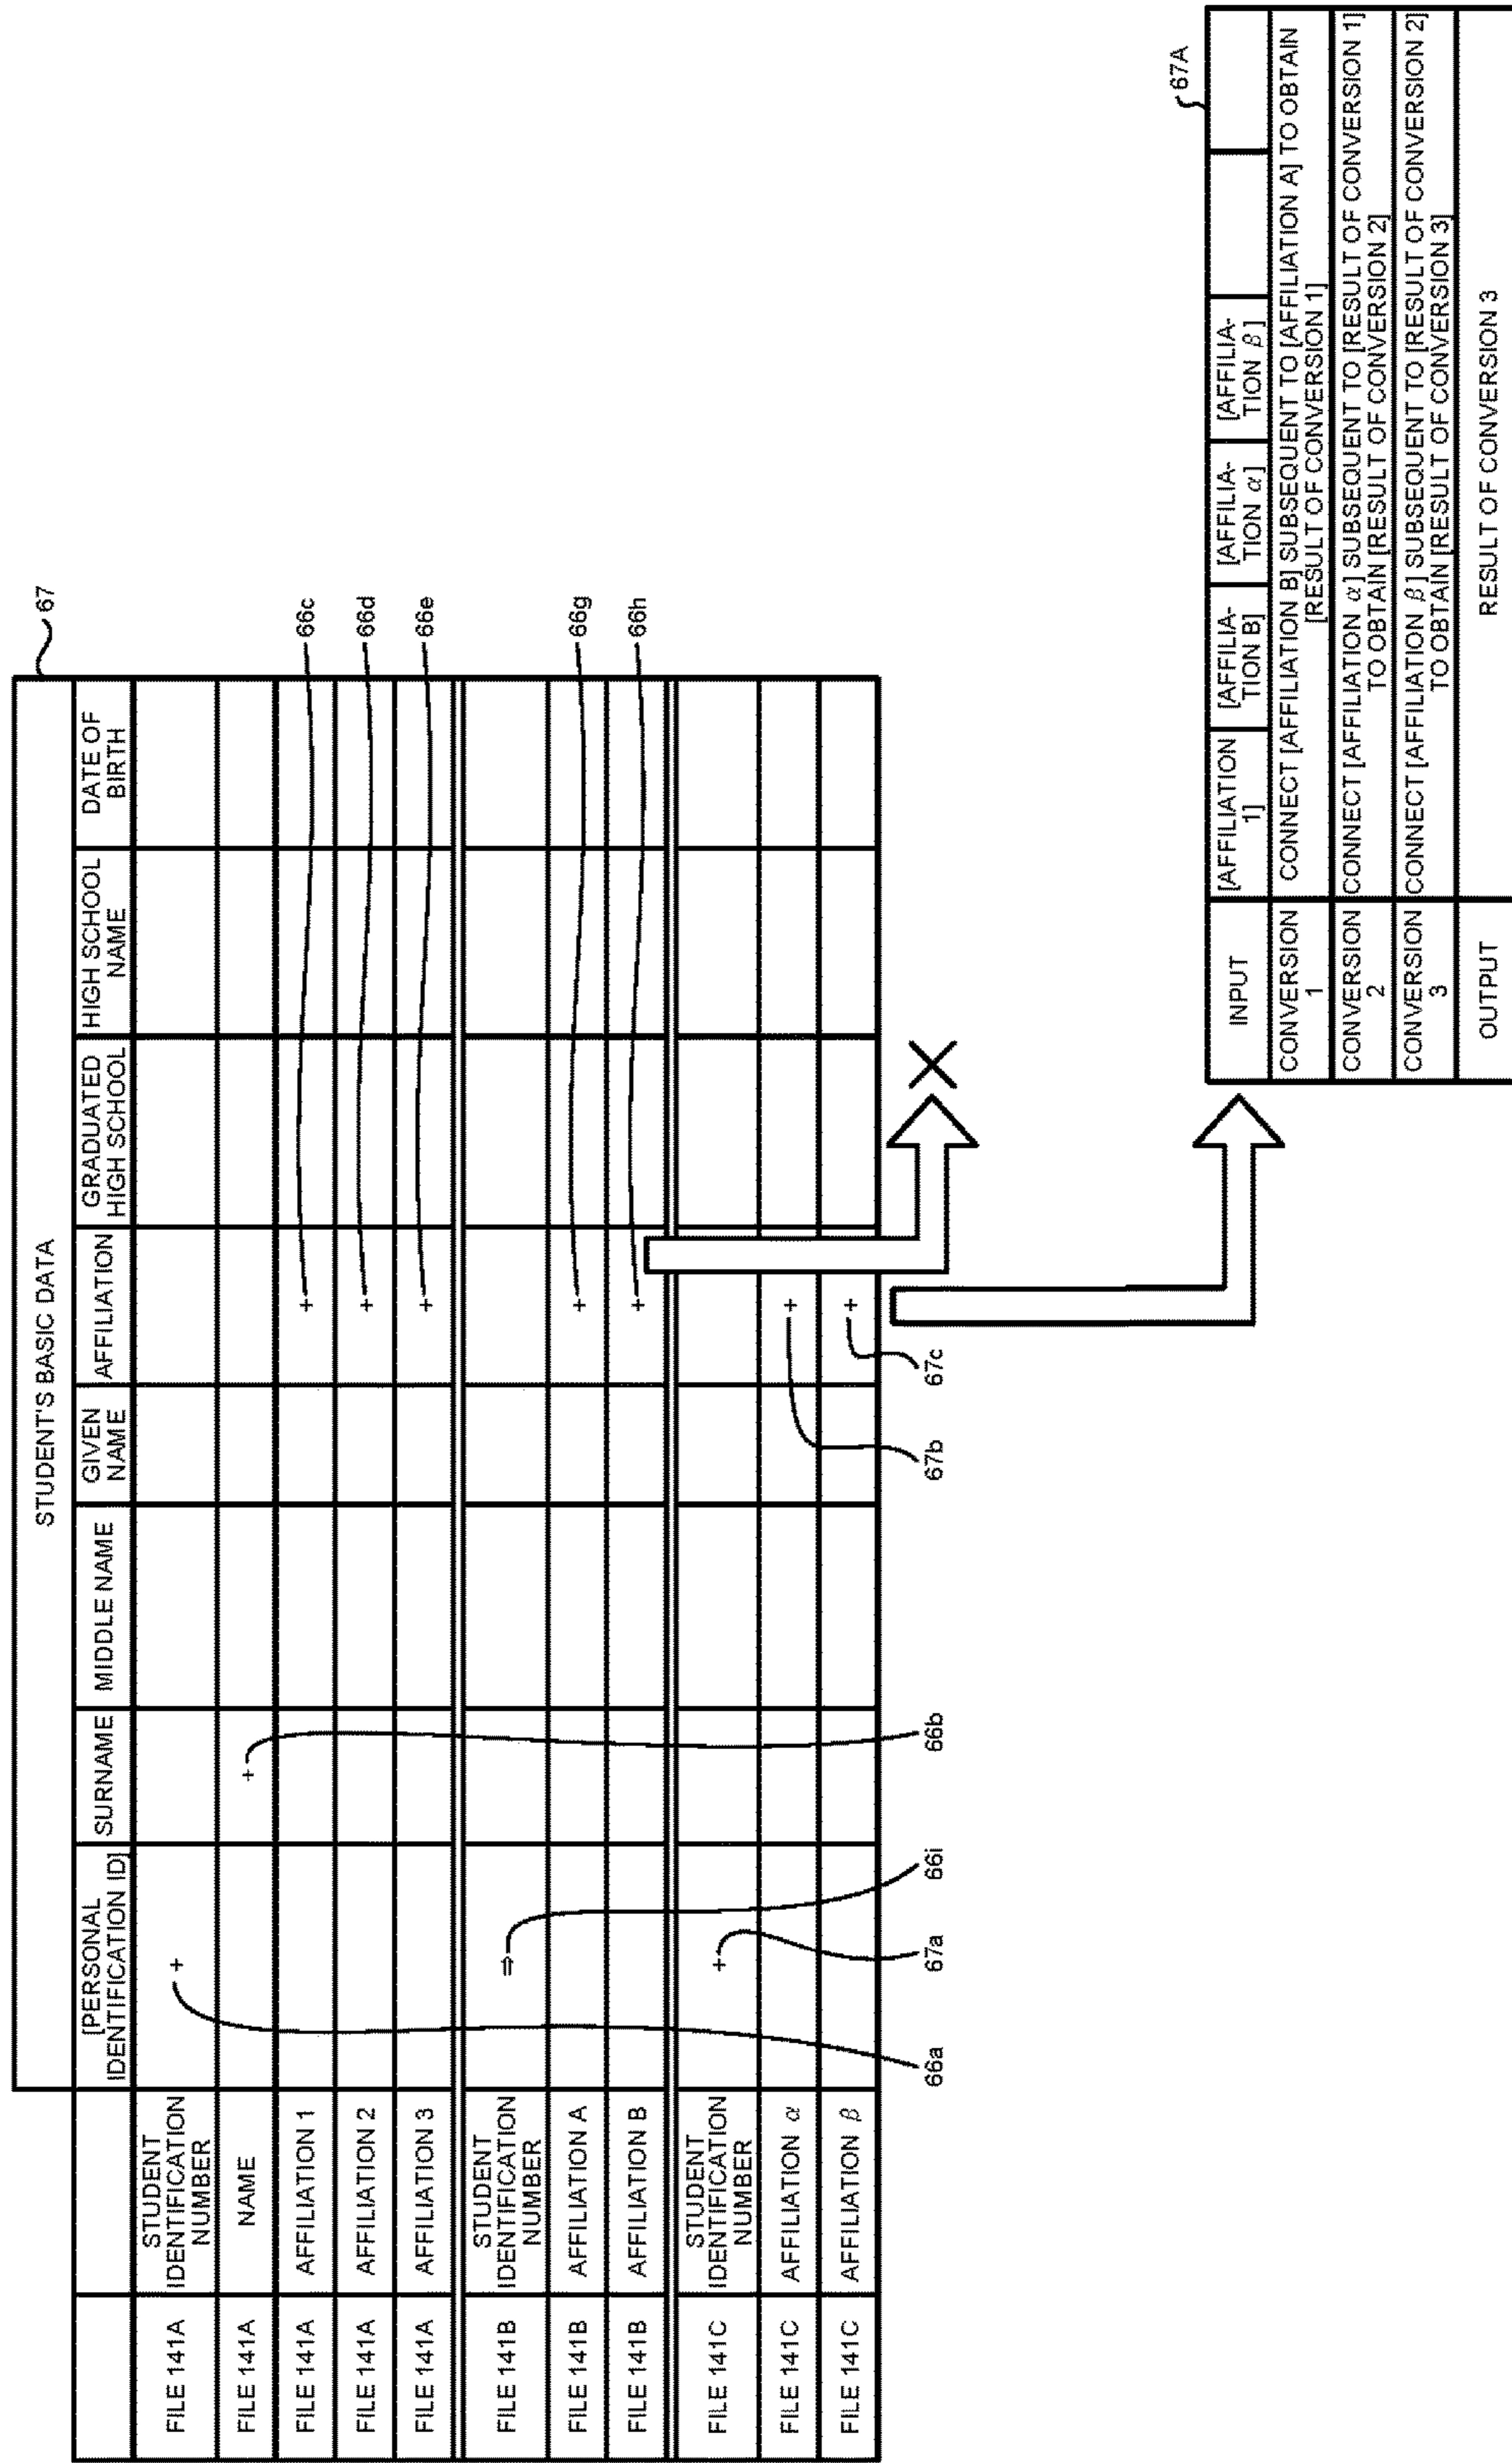 STUDENT'S BASIC DATA
67
[PERSONAL
IDENTIFICATION ID]
SURNAME
MIDDLE NAME
GIVEN
NAME
AFFILIATION
GRADUATED
HIGH SCHOOL
HIGH SCHOOL
NAME
DATE OF
BIRTH
FILE 141A
STUDENT
IDENTIFICATION
NUMBER
+
FILE 141A
NAME
+
FILE 141A
AFFILIATION 1
+
66c
FILE 141A
AFFILIATION 2
+
66d
FILE 141A
AFFILIATION 3
+
66e
FILE 141B
STUDENT
IDENTIFICATION
NUMBER
⇒
FILE 141B
AFFILIATION A
+
66g
FILE 141B
AFFILIATION B
+
66h
FILE 141C
STUDENT
IDENTIFICATION
NUMBER
+
FILE 141C
AFFILIATION α
+
FILE 141C
AFFILIATION β
+
66a
67a
66i
66b
67b
67c
67A
INPUT
[AFFILIATION
1]
[AFFILIA-
TION B]
[AFFILIA-
TION α]
[AFFILIA-
TION β]
CONVERSION
1
CONNECT [AFFILIATION B] SUBSEQUENT TO [AFFILIATION A] TO OBTAIN
[RESULT OF CONVERSION 1]
CONVERSION
2
CONNECT [AFFILIATION α] SUBSEQUENT TO [RESULT OF CONVERSION 1]
TO OBTAIN [RESULT OF CONVERSION 2]
CONVERSION
3
CONNECT [AFFILIATION β] SUBSEQUENT TO [RESULT OF CONVERSION 2]
TO OBTAIN [RESULT OF CONVERSION 3]
OUTPUT
RESULT OF CONVERSION 3